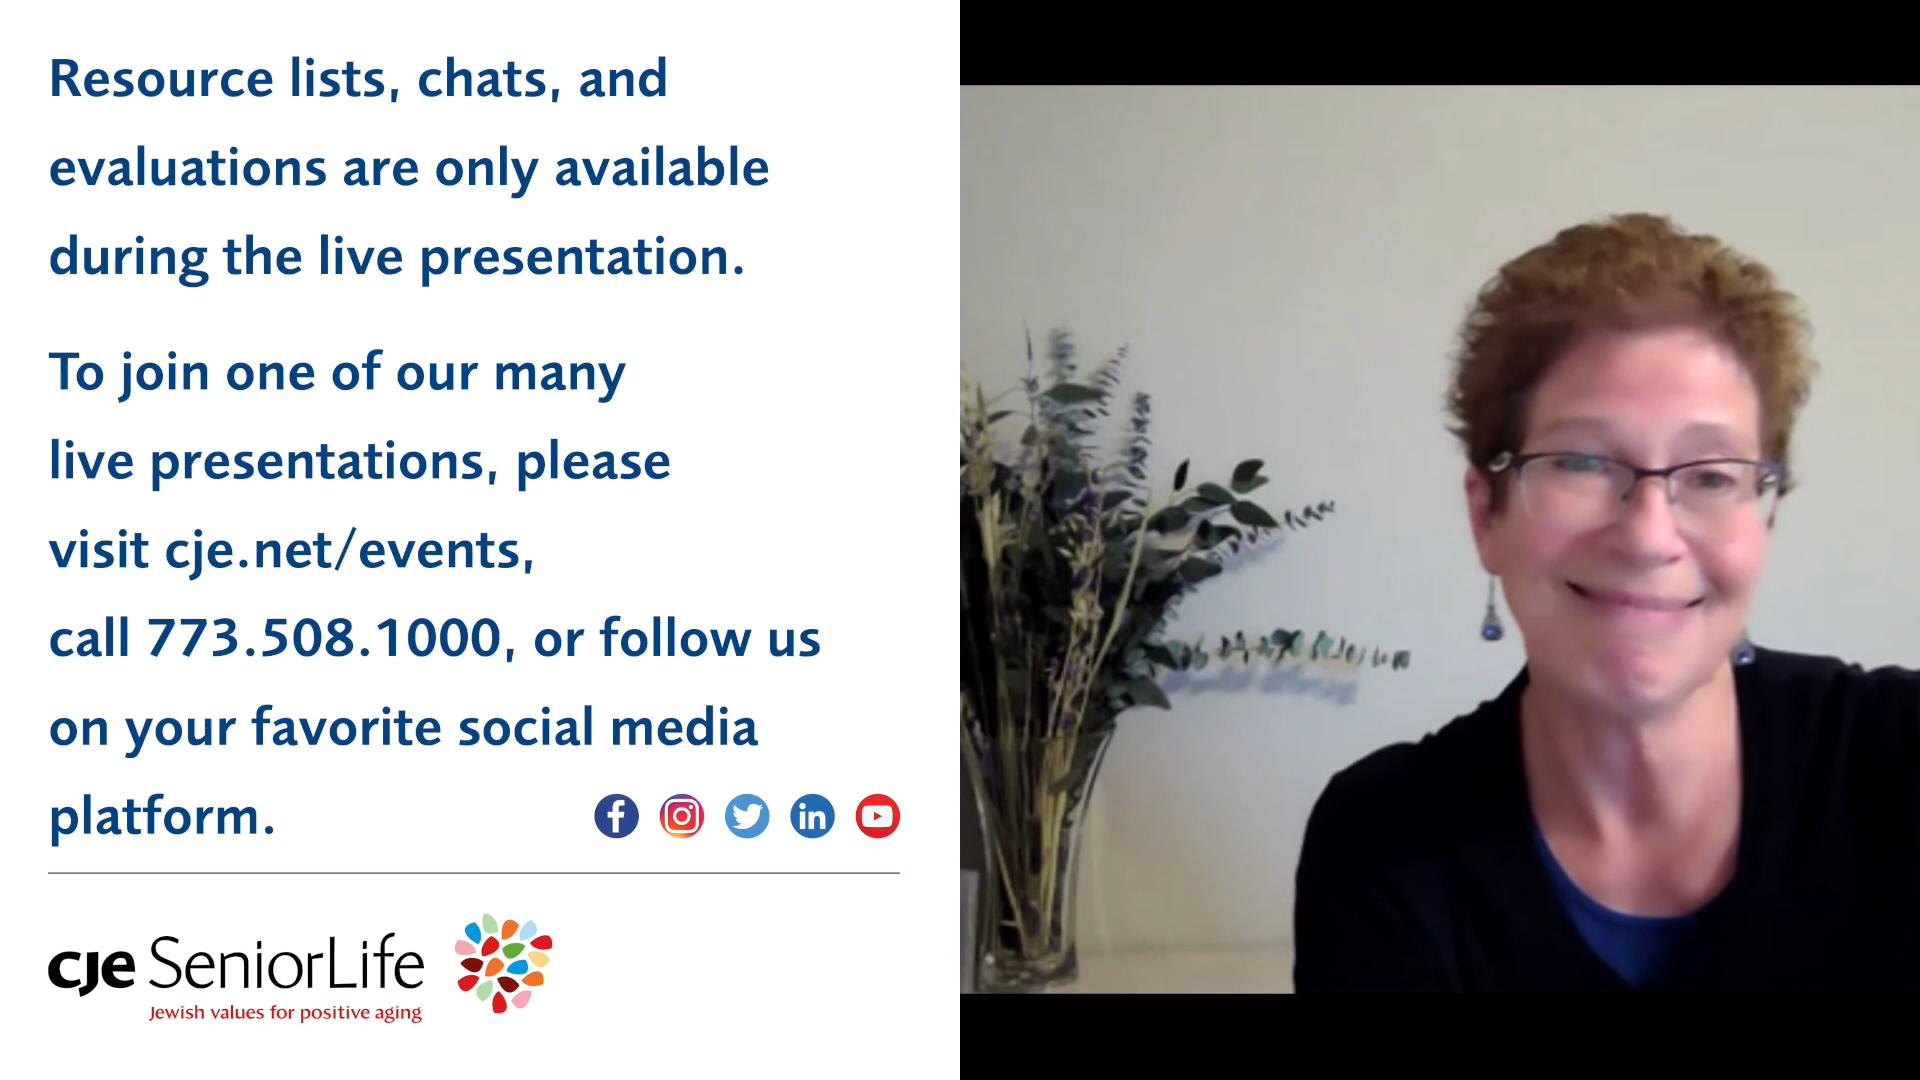 Resource lists, chats, and
evaluations are only available
during the live presentation.
To join one of our many
live presentations, please
visit cje.net/events,
call 773.508.1000, or follow us
on your favorite social media
platform.
cje SeniorLife
Jewish values for positive aging